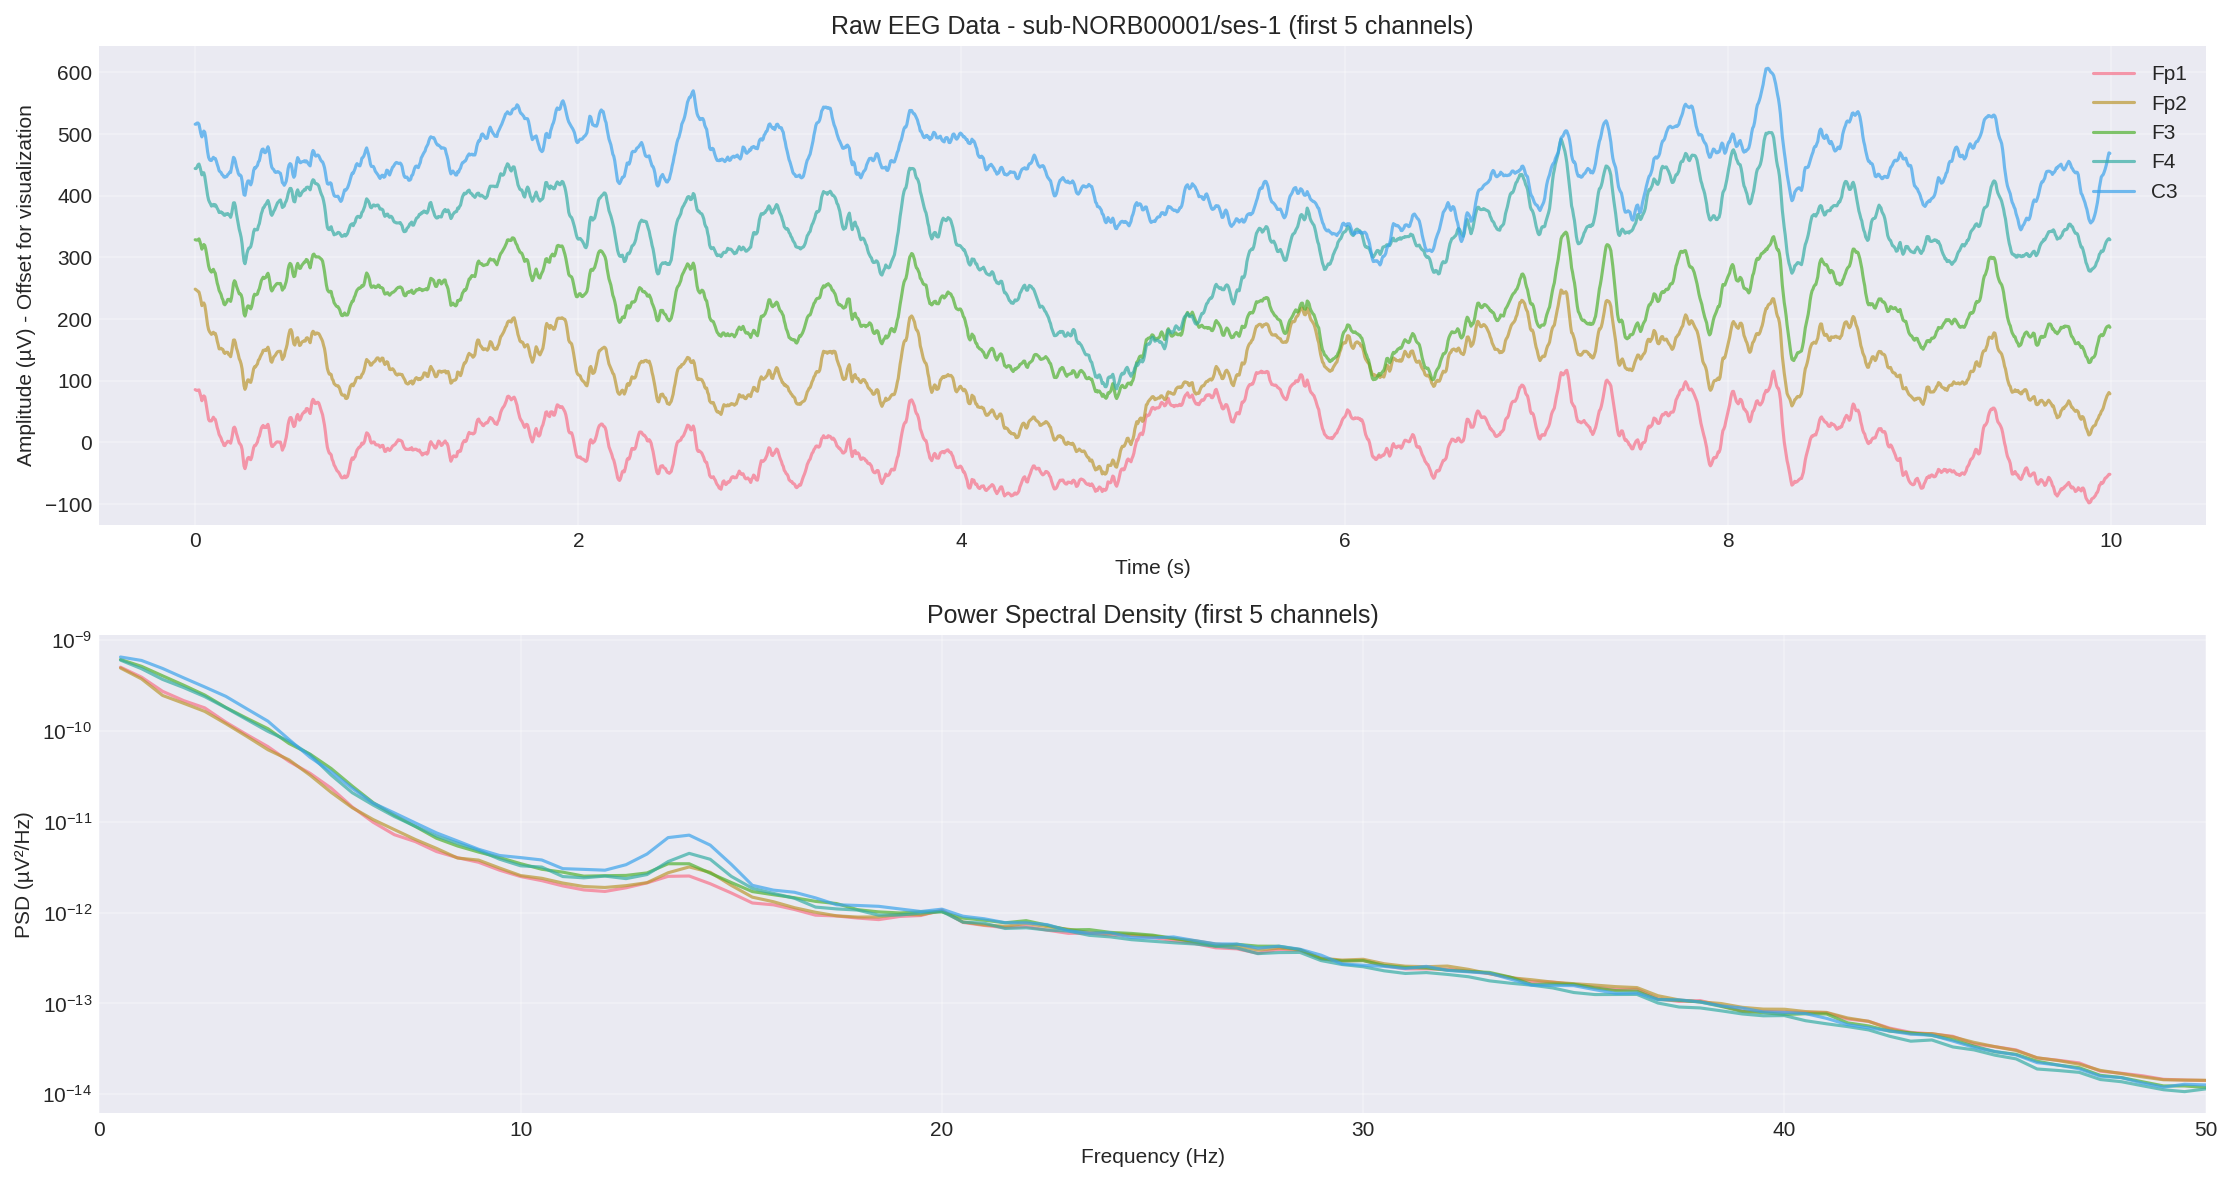 Raw EEG Data - sub-NORB00001/ses-1 (first 5 channels)
Amplitude (µV) - Offset for visualization
600
500
400
300
200
100
0
−100
Fp1
Fp2
F3
F4
C3
0 2 4 6 8 10
Time (s)
Power Spectral Density (first 5 channels)
PSD (µV²/Hz)
10⁻⁹
10⁻¹⁰
10⁻¹¹
10⁻¹²
10⁻¹³
10⁻¹⁴
0 10 20 30 40 50
Frequency (Hz)